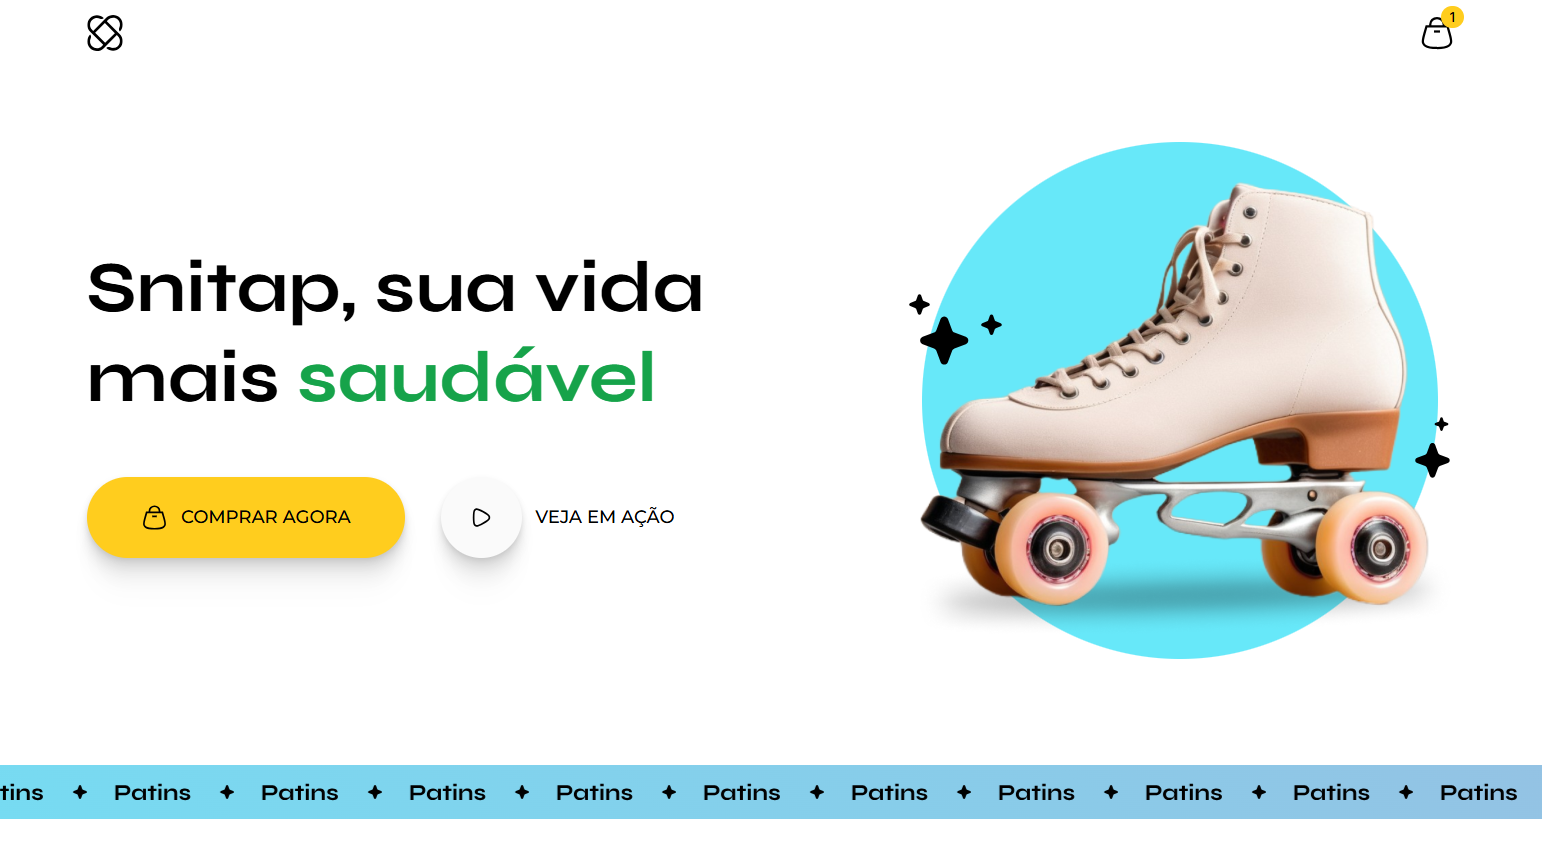 1
Snitap, sua vida
mais saudável
COMPRAR AGORA
VEJA EM AÇÃO
tins Patins Patins Patins Patins Patins Patins Patins Patins Patins Patins